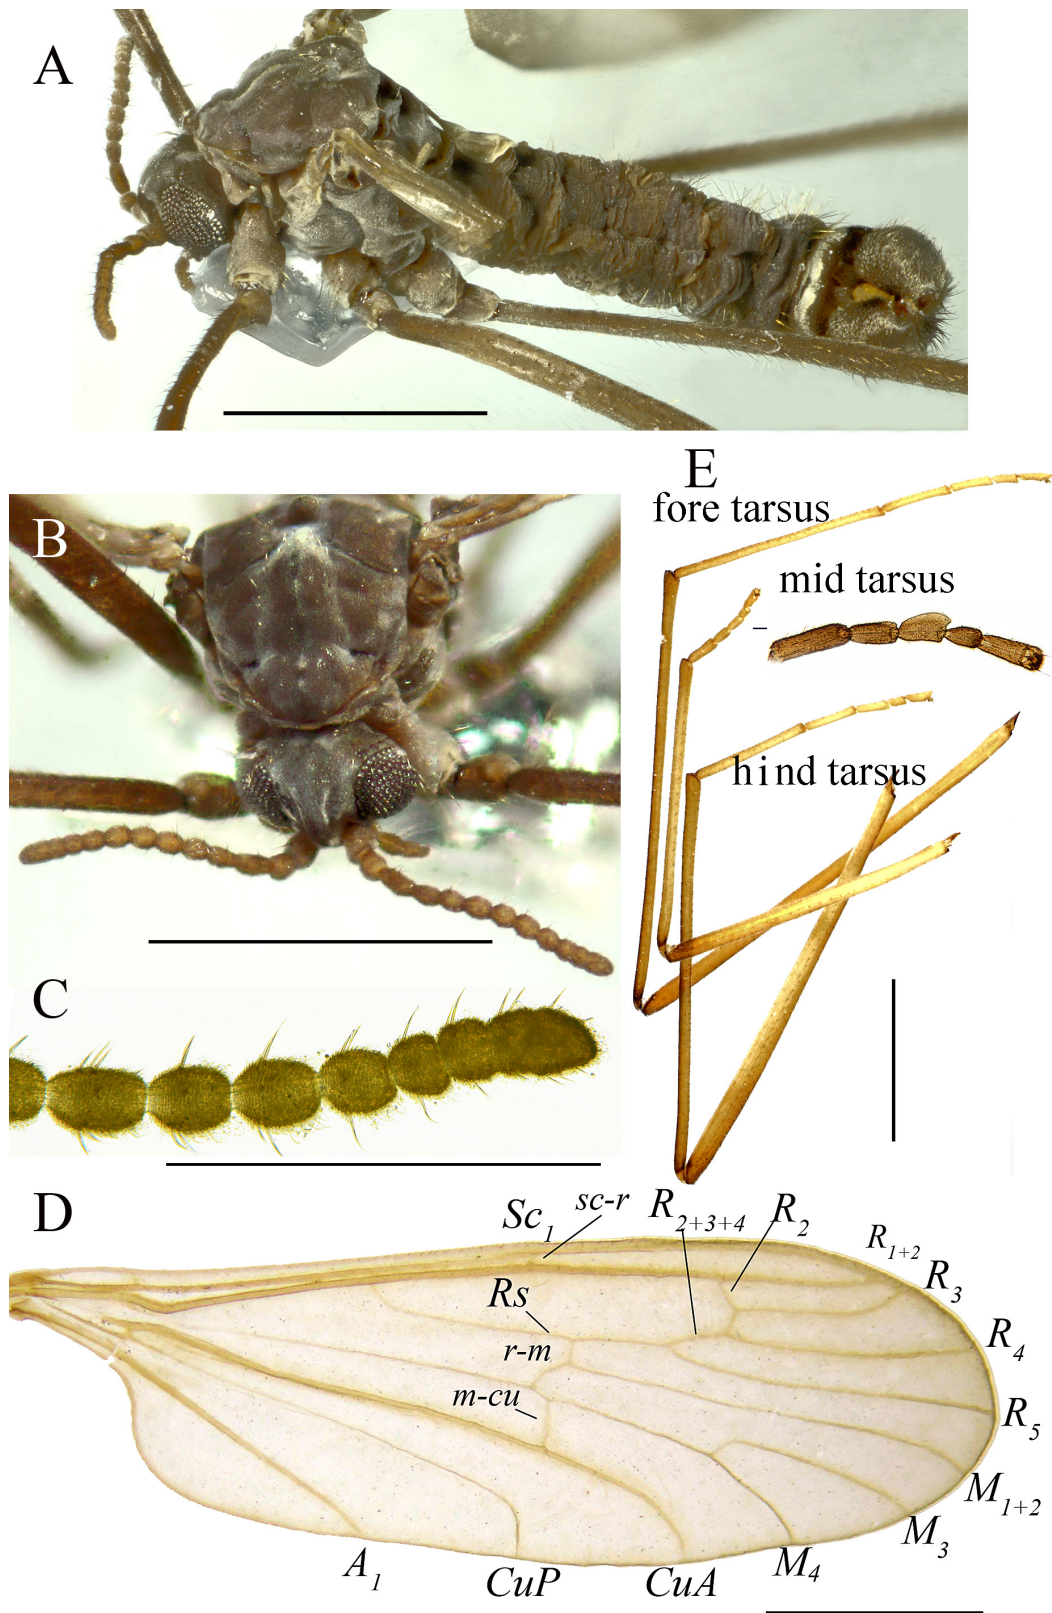 A
B
E
fore tarsus
mid tarsus
hind tarsus
C
D
Sc1
sc-r
R2+3+4
R2
R1+2
R3
Rs
R4
r-m
m-cu
R5
M1+2
M3
M4
CuA
CuP
A1